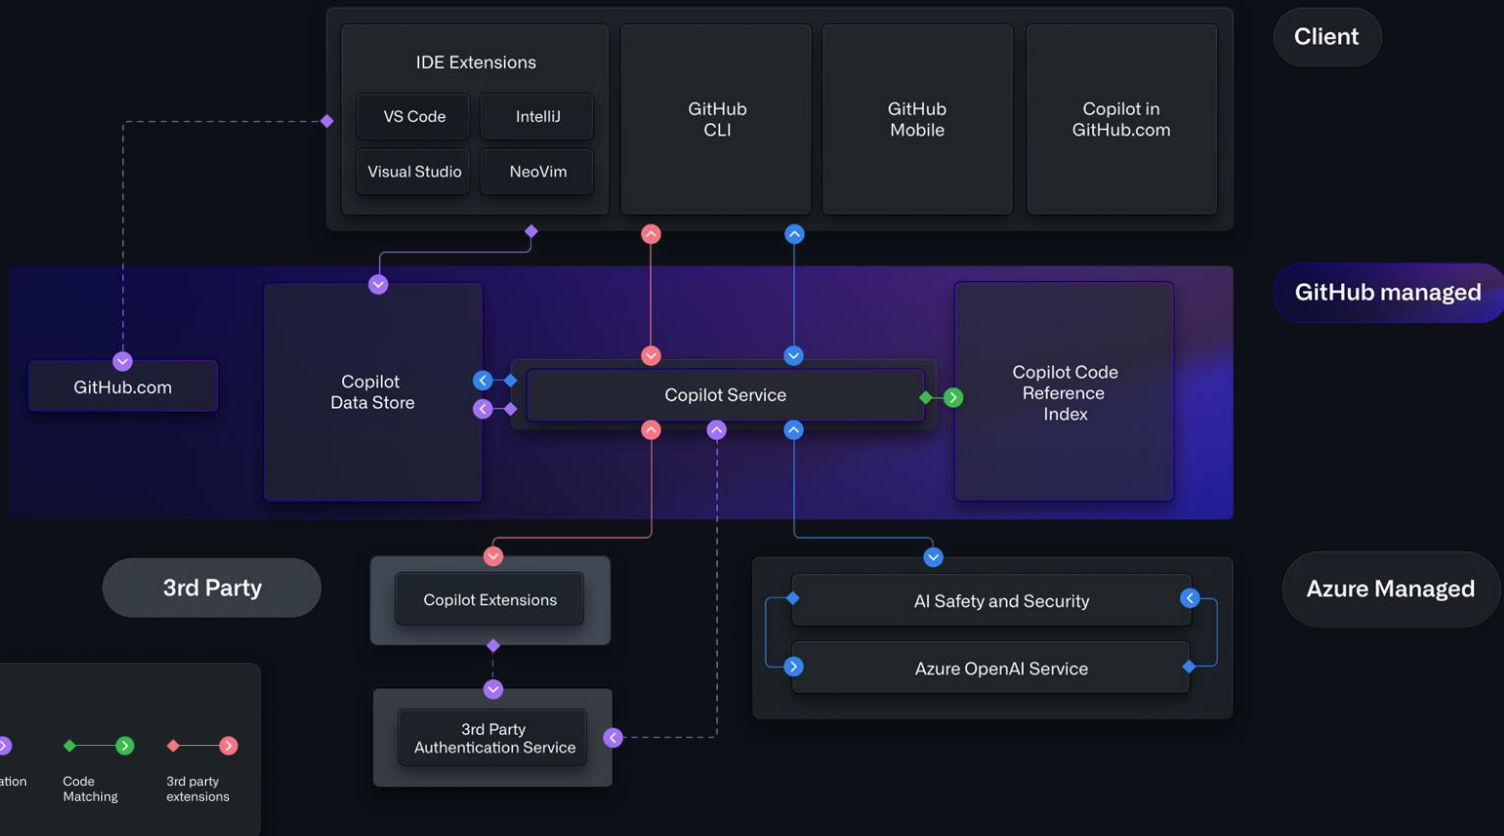 Client
IDE Extensions
VS Code
IntelliJ
Visual Studio
NeoVim
GitHub
CLI
GitHub
Mobile
Copilot in
GitHub.com
GitHub managed
GitHub.com
Copilot
Data Store
Copilot Service
Copilot Code
Reference
Index
3rd Party
Copilot Extensions
3rd Party
Authentication Service
Azure Managed
AI Safety and Security
Azure OpenAI Service
Code
Matching
3rd party
extensions